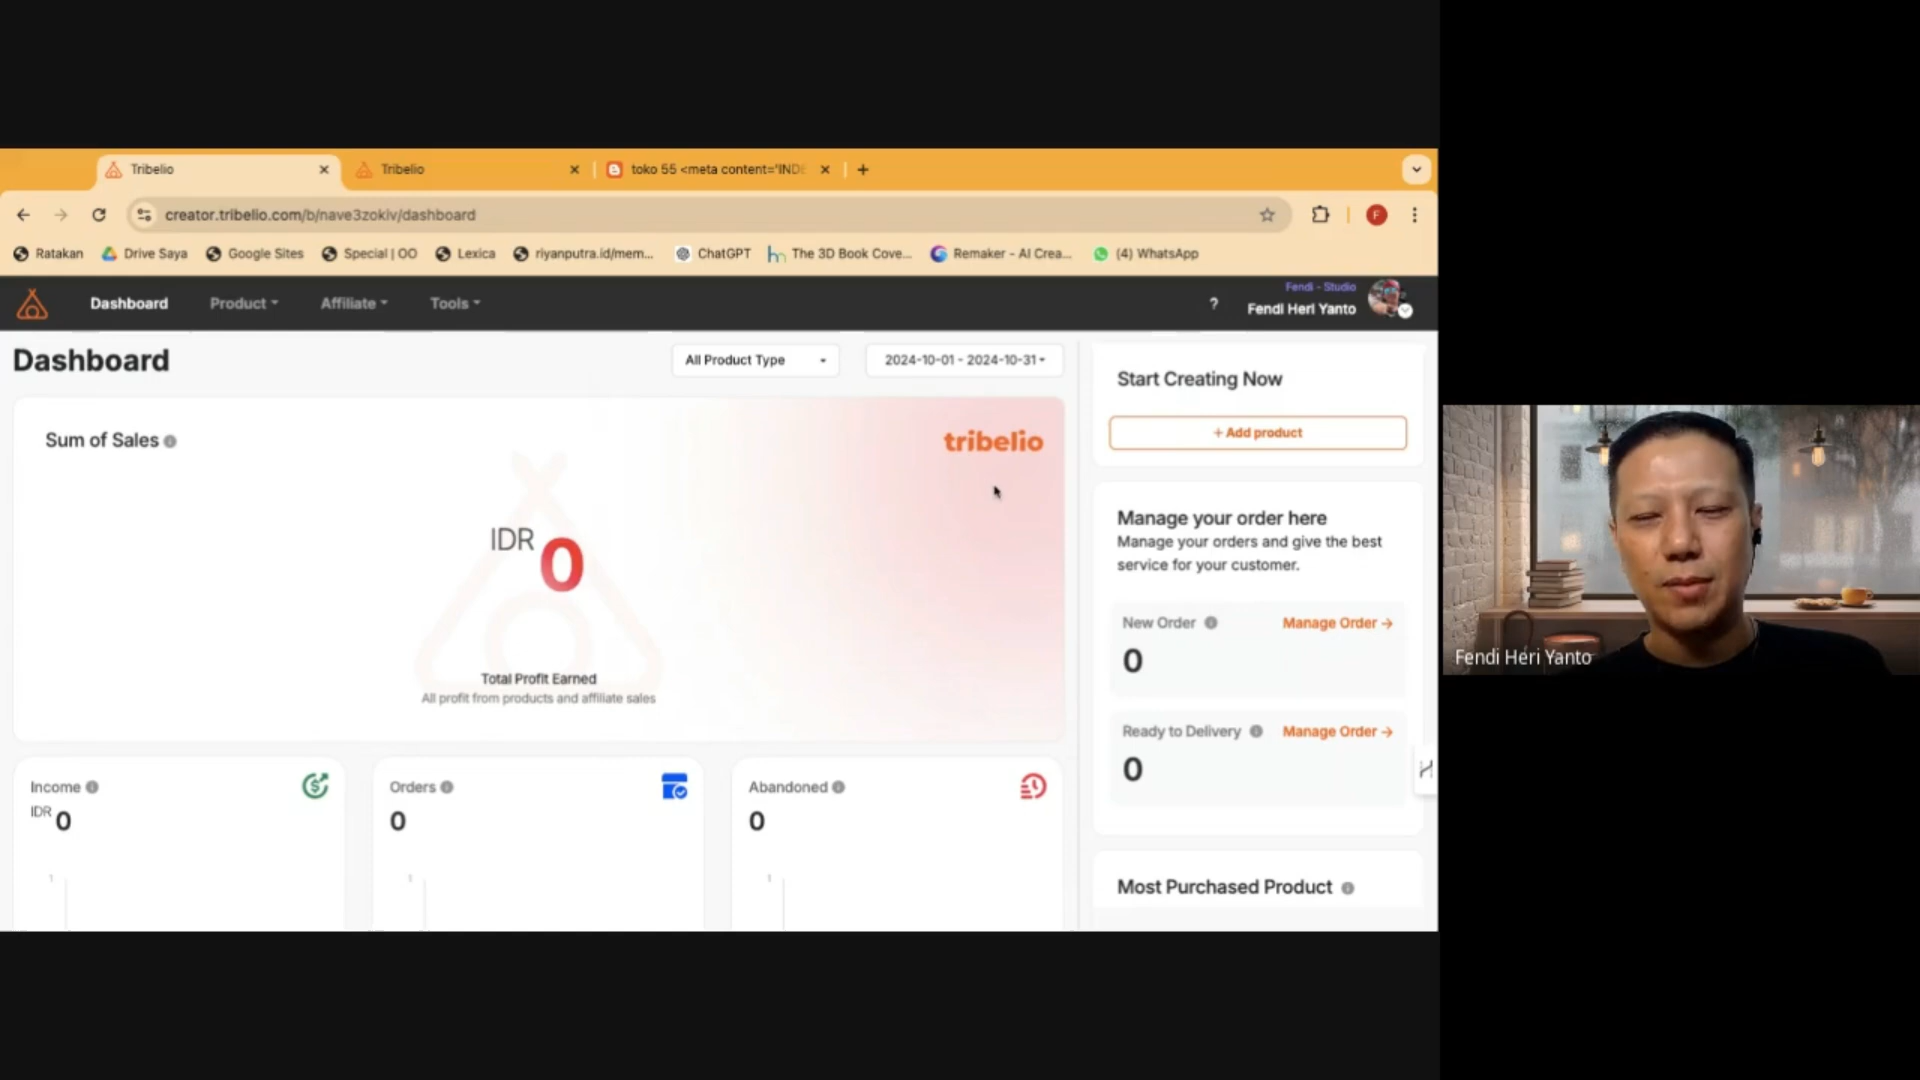 Tribelio
Tribelio
toko 55 <meta content='IND
creator.tribelio.com/b/nave3zokiv/dashboard
F
Ratakan
Drive Saya
Google Sites
Special | OO
Lexica
riyanputra.id/mem...
ChatGPT
The 3D Book Cove...
Remaker - AI Crea...
(4) WhatsApp
Dashboard
Product
Affiliate
Tools
?
Fendi - Studio
Fendi Heri Yanto
Dashboard
All Product Type
2024-10-01 - 2024-10-31
Sum of Sales
tribelio
IDR 0
Total Profit Earned
All profit from products and affiliate sales
Income
IDR 0
1
Orders
0
1
Abandoned
0
1
Start Creating Now
+ Add product
Manage your order here
Manage your orders and give the best
service for your customer.
New Order
Manage Order →
0
Ready to Delivery
Manage Order →
0
Most Purchased Product
Fendi Heri Yanto